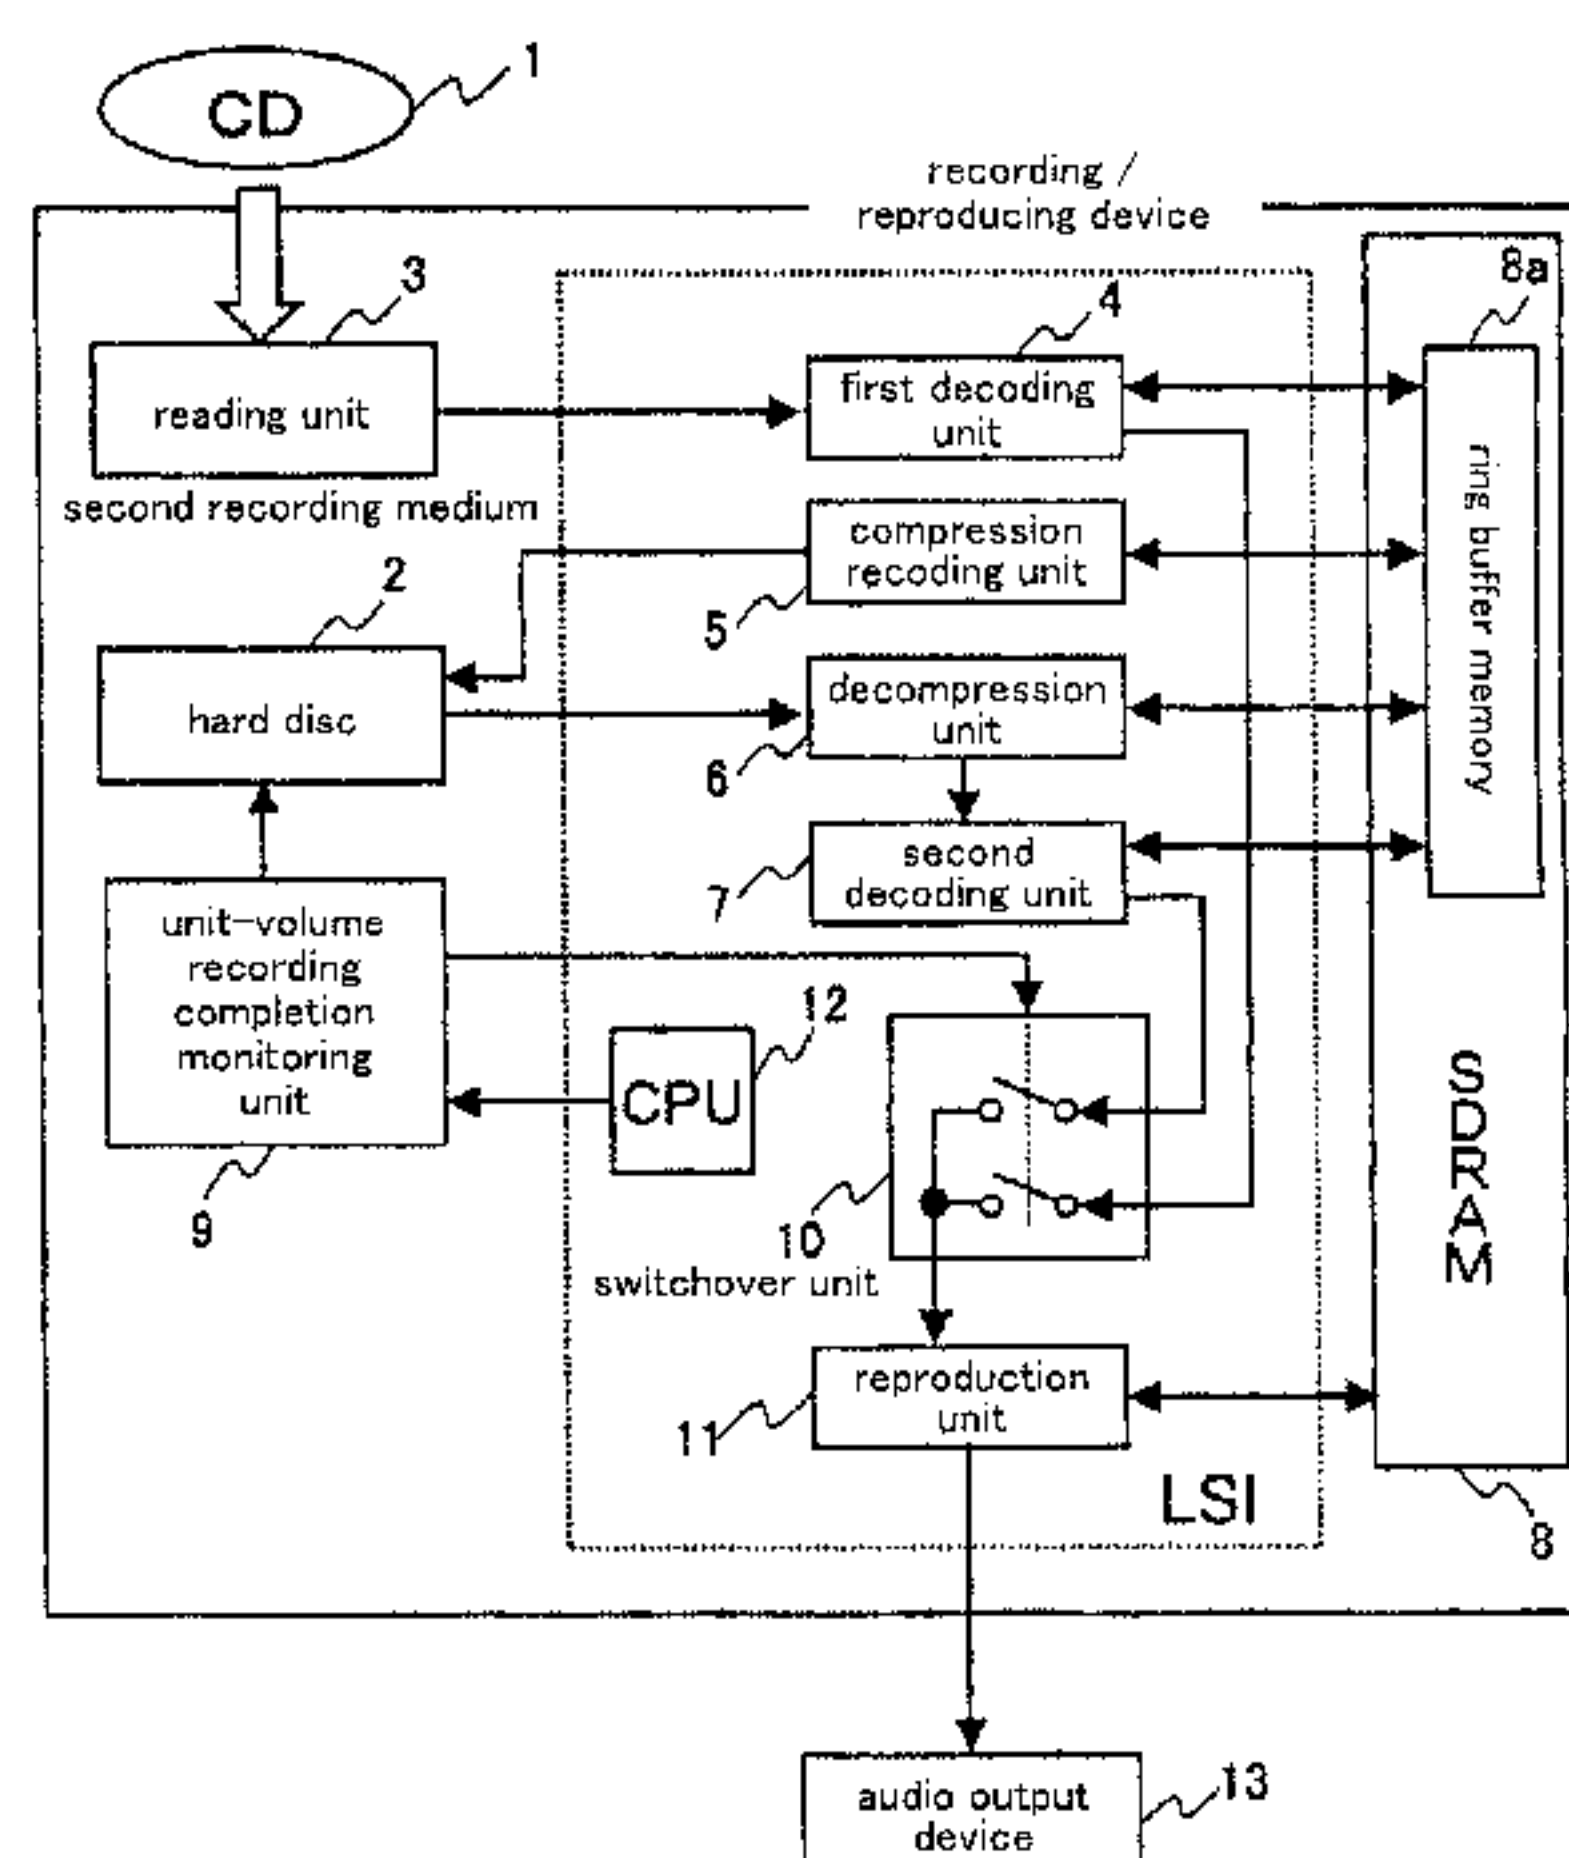 CD
1
recording /
reproducing device
3
reading unit
second recording medium
4
first decoding
unit
8a
ring buffer memory
compression
recoding unit
5
2
hard disc
decompression
unit
6
second
decoding unit
7
unit-volume
recording
completion
monitoring
unit
9
12
CPU
10
switchover unit
SDRAM
reproduction
unit
11
LSI
8
audio output
device
13